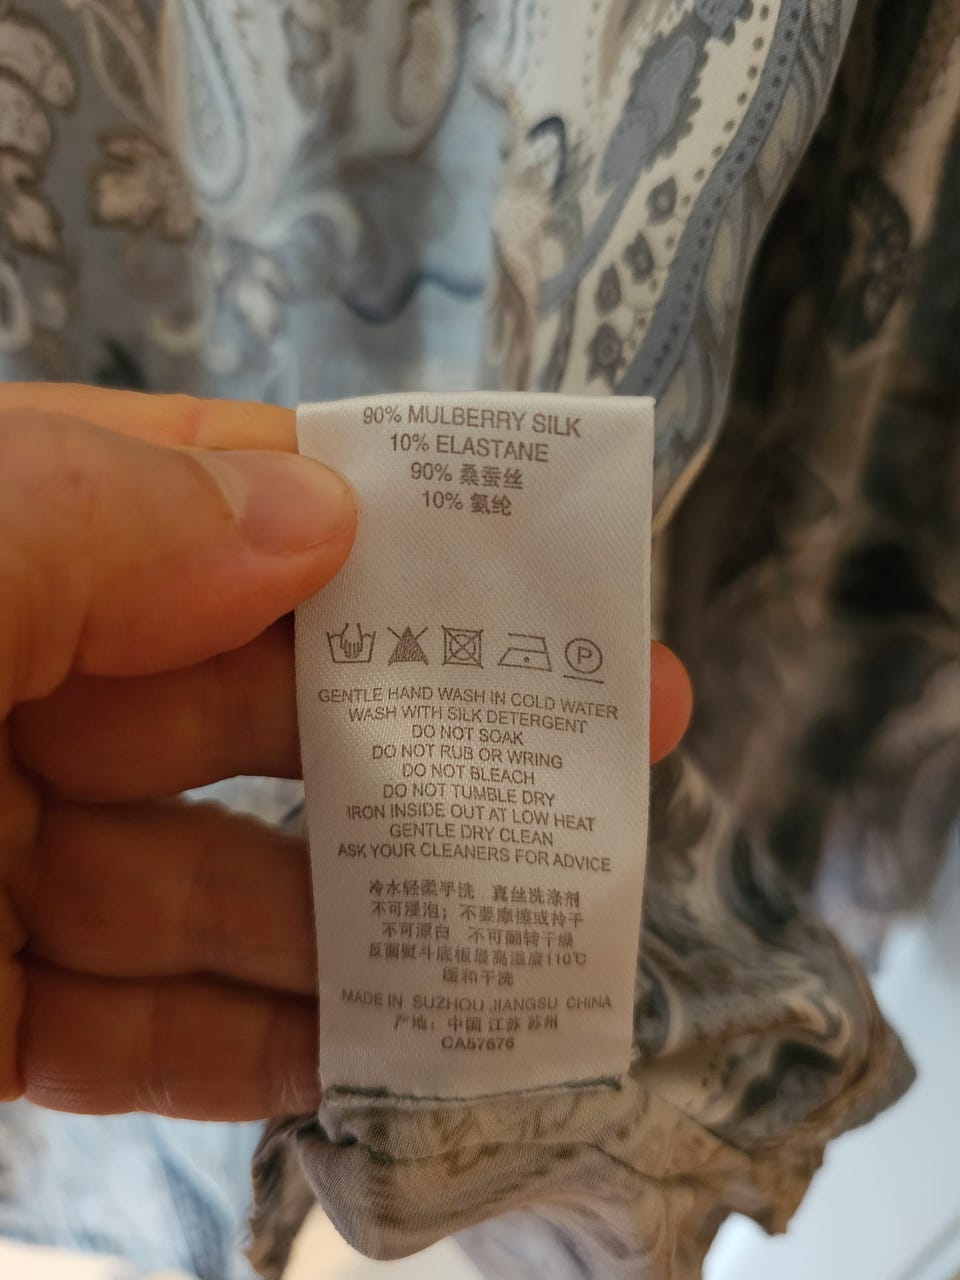 90% MULBERRY SILK
10% ELASTANE
90% 桑蚕丝
10% 氨纶
P
GENTLE HAND WASH IN COLD WATER
WASH WITH SILK DETERGENT
DO NOT SOAK
DO NOT RUB OR WRING
DO NOT BLEACH
DO NOT TUMBLE DRY
IRON INSIDE OUT AT LOW HEAT
GENTLE DRY CLEAN
ASK YOUR CLEANERS FOR ADVICE
冷水轻柔手洗 真丝洗涤剂
不可浸泡；不要摩擦或拎干
不可漂白 不可翻转干燥
反面熨斗底板最高温度110℃
缓和干洗
MADE IN SUZHOU JIANGSU CHINA
产地：中国 江苏 苏州
CA57676